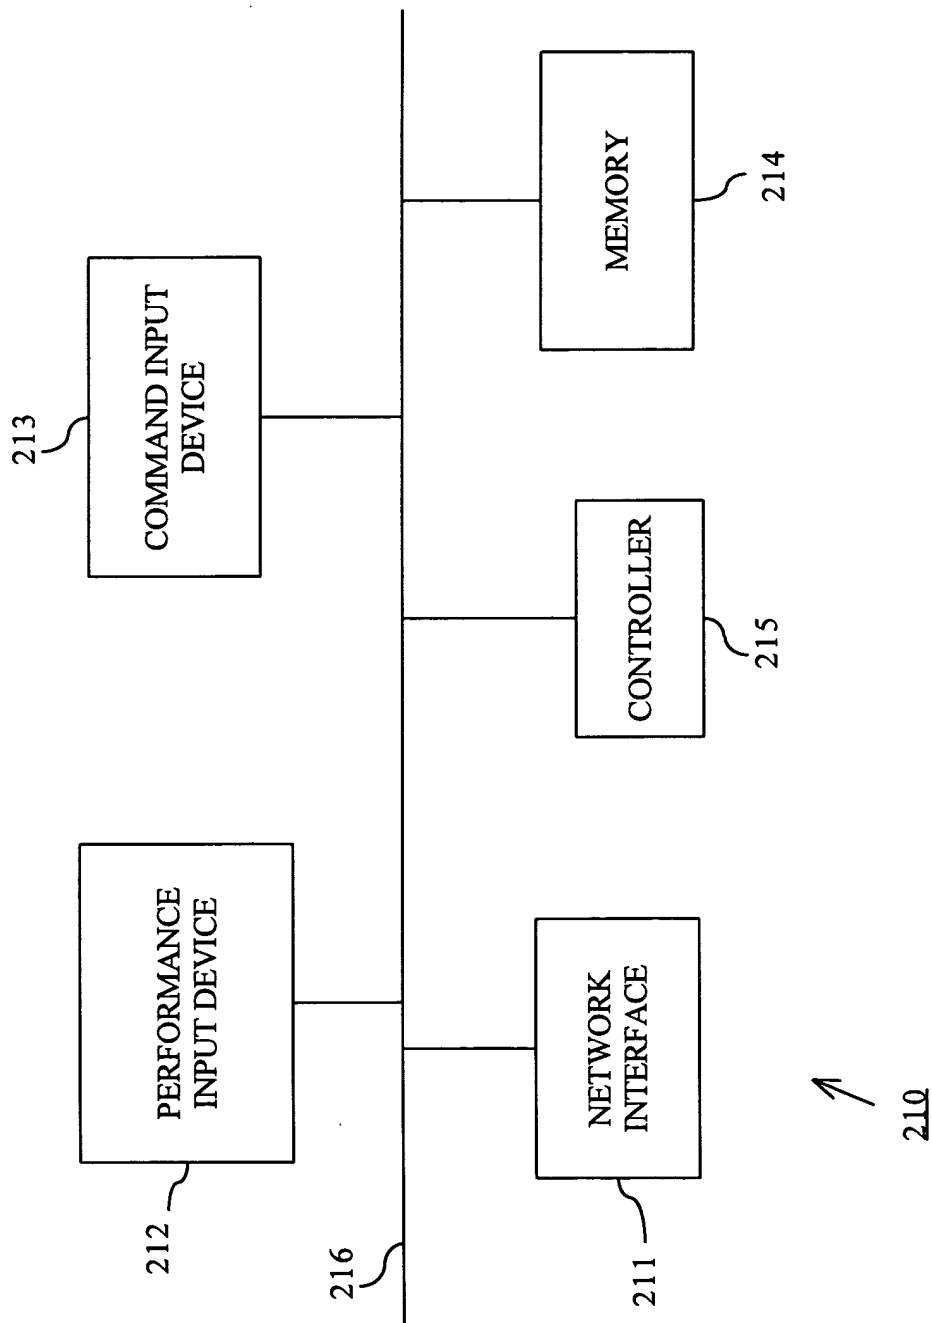 212
PERFORMANCE
INPUT DEVICE
213
COMMAND INPUT
DEVICE
216
211
NETWORK
INTERFACE
CONTROLLER
215
MEMORY
214
210